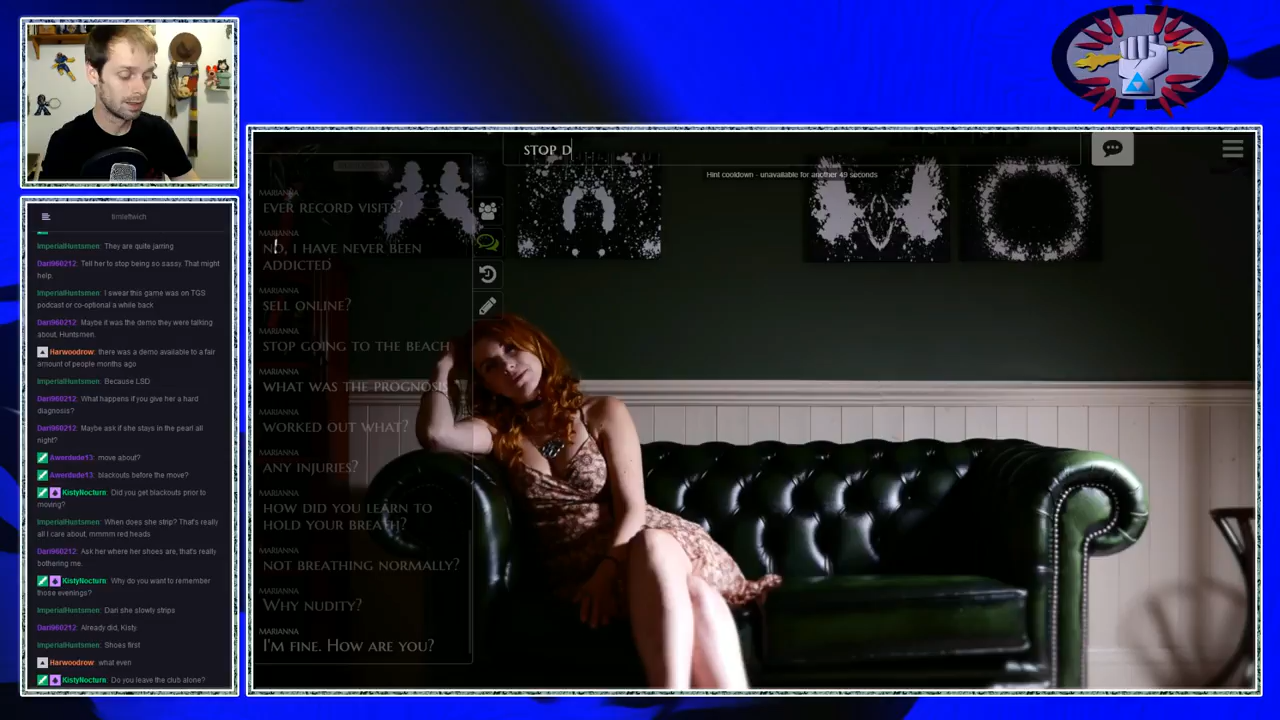 timleftwich
ImperialHuntsmen: They are quite jarring
Dari960212: Tell her to stop being so sassy. That might
help.
ImperialHuntsmen: I swear this game was on TGS
podcast or co-optional a while back
Dari960212: Maybe it was the demo they were talking
about, Huntsmen.
Harwoodrow: there was a demo available to a fair
amount of people months ago
ImperialHuntsmen: Because LSD
Dari960212: What happens if you give her a hard
diagnosis?
Dari960212: Maybe ask if she stays in the pearl all
night?
Awordude13: move about?
Awordude13: blackouts before the move?
KistyNocturn: Did you get blackouts prior to
moving?
ImperialHuntsmen: When does she strip? That's really
all I care about, mmmm red heads
Dari960212: Ask her where her shoes are, that's really
bothering me.
KistyNocturn: Why do you want to remember
those evenings?
ImperialHuntsmen: Dari she slowly strips
Dari960212: Already did, Kisty.
ImperialHuntsmen: Shoes first
Harwoodrow: what even
KistyNocturn: Do you leave the club alone?
STOP D
Hint cooldown - unavailable for another 49 seconds
MARIANNA
EVER RECORD VISITS?
MARIANNA
NO, I HAVE NEVER BEEN
ADDICTED
MARIANNA
SELL ONLINE?
MARIANNA
STOP GOING TO THE BEACH
MARIANNA
WHAT WAS THE PROGNOSIS
MARIANNA
WORKED OUT WHAT?
MARIANNA
ANY INJURIES?
MARIANNA
HOW DID YOU LEARN TO
HOLD YOUR BREATH?
MARIANNA
NOT BREATHING NORMALLY?
MARIANNA
WHY NUDITY?
MARIANNA
I'M FINE. HOW ARE YOU?